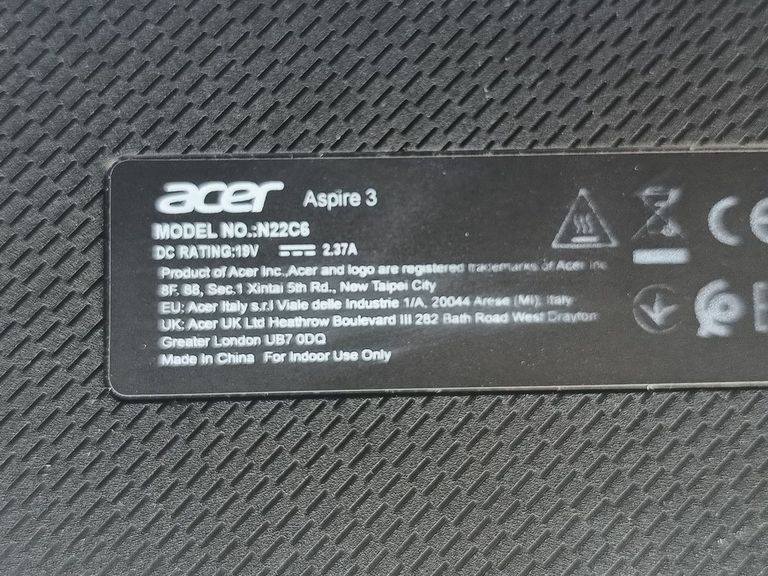 acer Aspire 3
MODEL NO.:N22C6
DC RATING:19V 2.37A
Product of Acer Inc.,Acer and logo are registered trademarks of Acer Inc
8F, 88, Sec.1 Xintai 5th Rd., New Taipei City
EU: Acer Italy s.r.l Viale delle Industrie 1/A, 20044 Arese (MI), Italy
UK: Acer UK Ltd Heathrow Boulevard III 282 Bath Road West Drayton
Greater London UB7 0DQ
Made In China For Indoor Use Only
CE